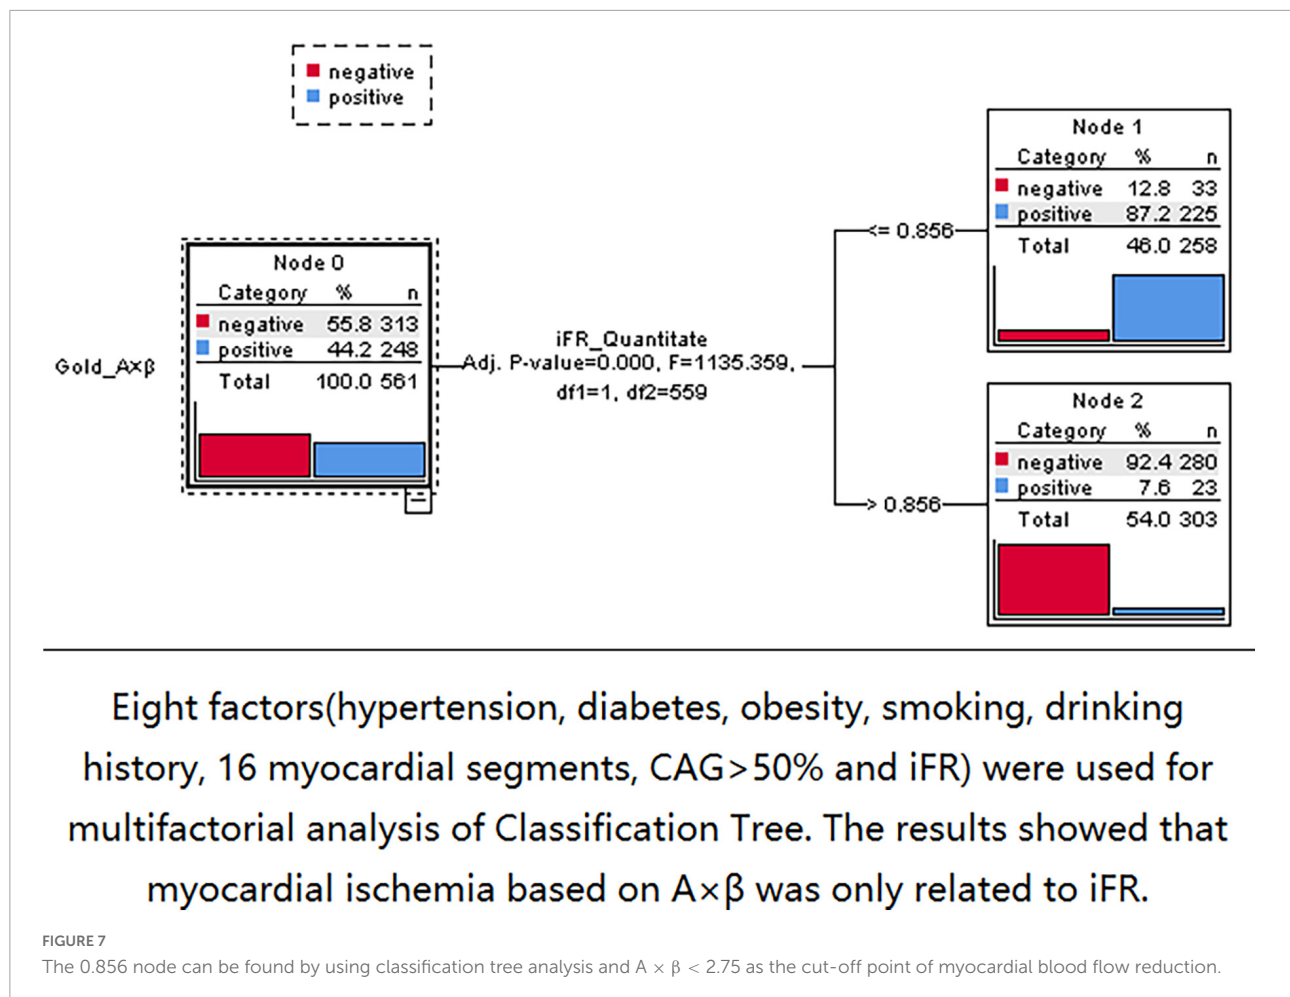 negative
positive
Gold_A×β
Node 0
Category % n
negative 55.8 313
positive 44.2 248
Total 100.0 561
iFR_Quantitate
Adj. P-value=0.000, F=1135.359,
df1=1, df2=559
<= 0.856
Node 1
Category % n
negative 12.8 33
positive 87.2 225
Total 46.0 258
> 0.856
Node 2
Category % n
negative 92.4 280
positive 7.6 23
Total 54.0 303
Eight factors(hypertension, diabetes, obesity, smoking, drinking
history, 16 myocardial segments, CAG>50% and iFR) were used for
multifactorial analysis of Classification Tree. The results showed that
myocardial ischemia based on A×β was only related to iFR.
FIGURE 7
The 0.856 node can be found by using classification tree analysis and A × β < 2.75 as the cut-off point of myocardial blood flow reduction.